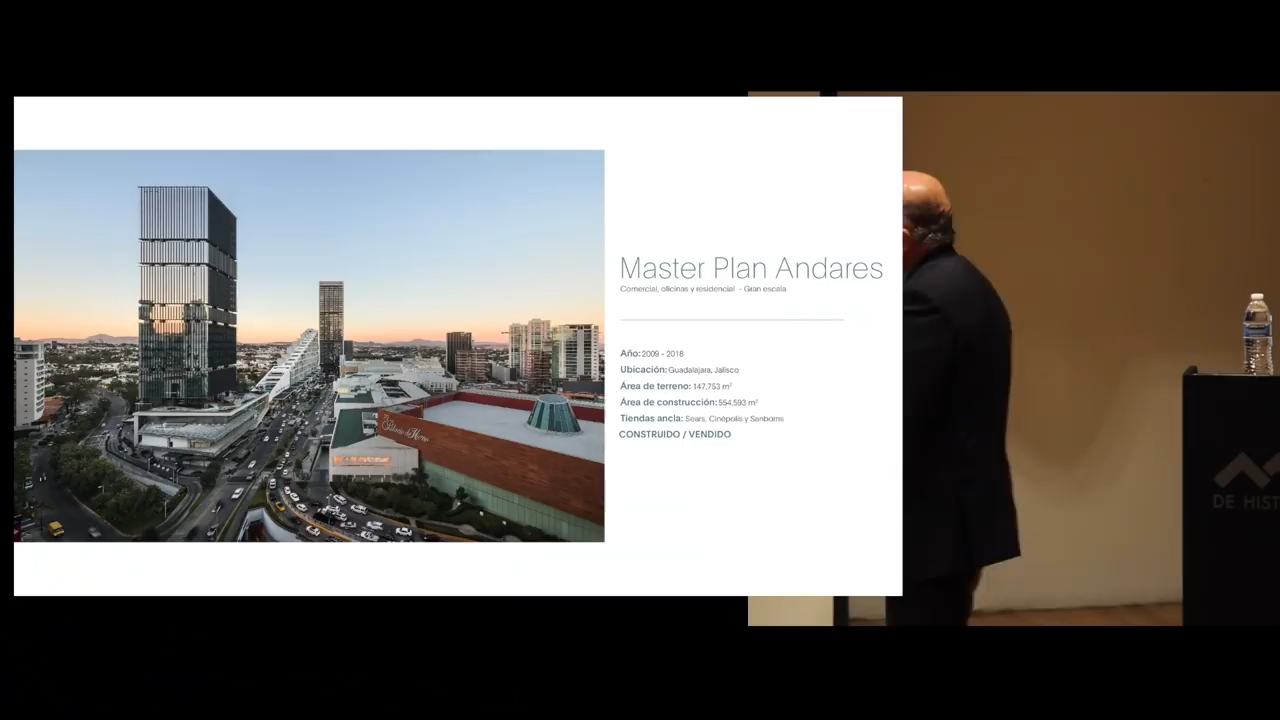 Master Plan Andares
Comercial, oficinas y residencial - Gran escala
Año: 2009 - 2018
Ubicación: Guadalajara, Jalisco
Área de terreno: 147,753 m²
Área de construcción: 554,593 m²
Tiendas ancla: Sears, Cinépolis y Sanborns
CONSTRUIDO / VENDIDO
El Palacio de Hierro
DE HIST